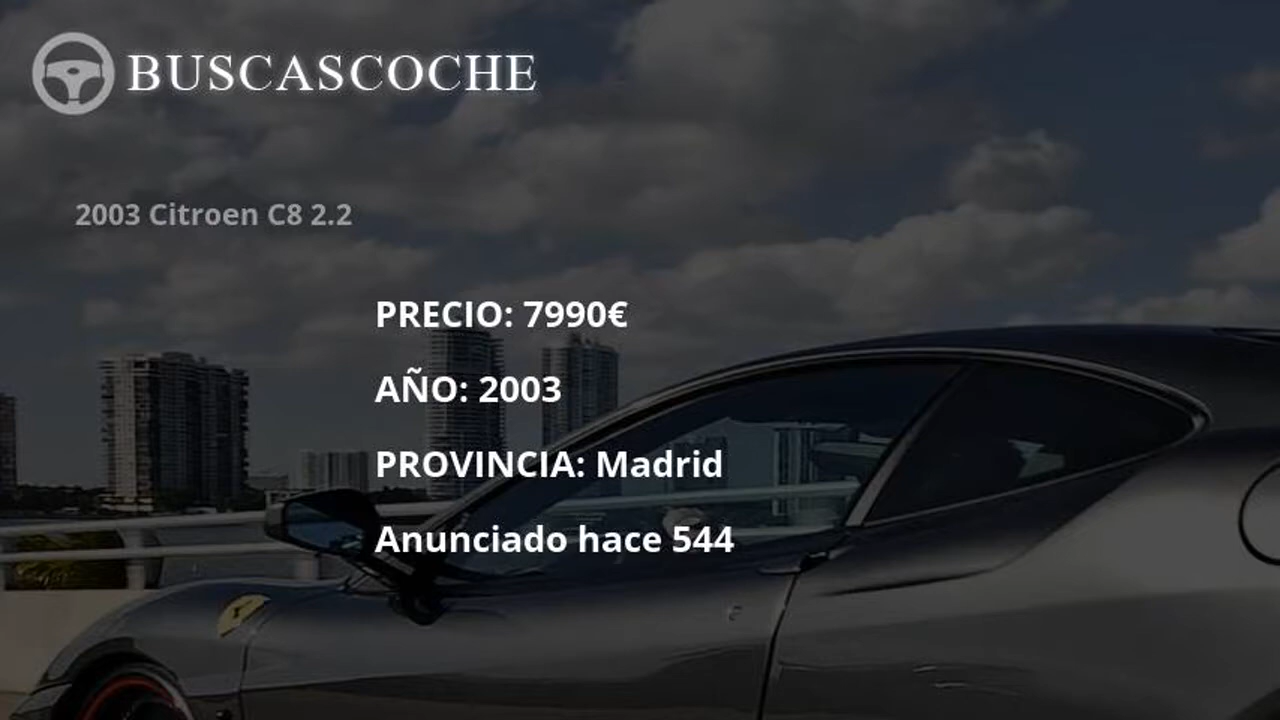 BUSCASCOCHE
2003 Citroen C8 2.2
PRECIO: 7990€
AÑO: 2003
PROVINCIA: Madrid
Anunciado hace 544